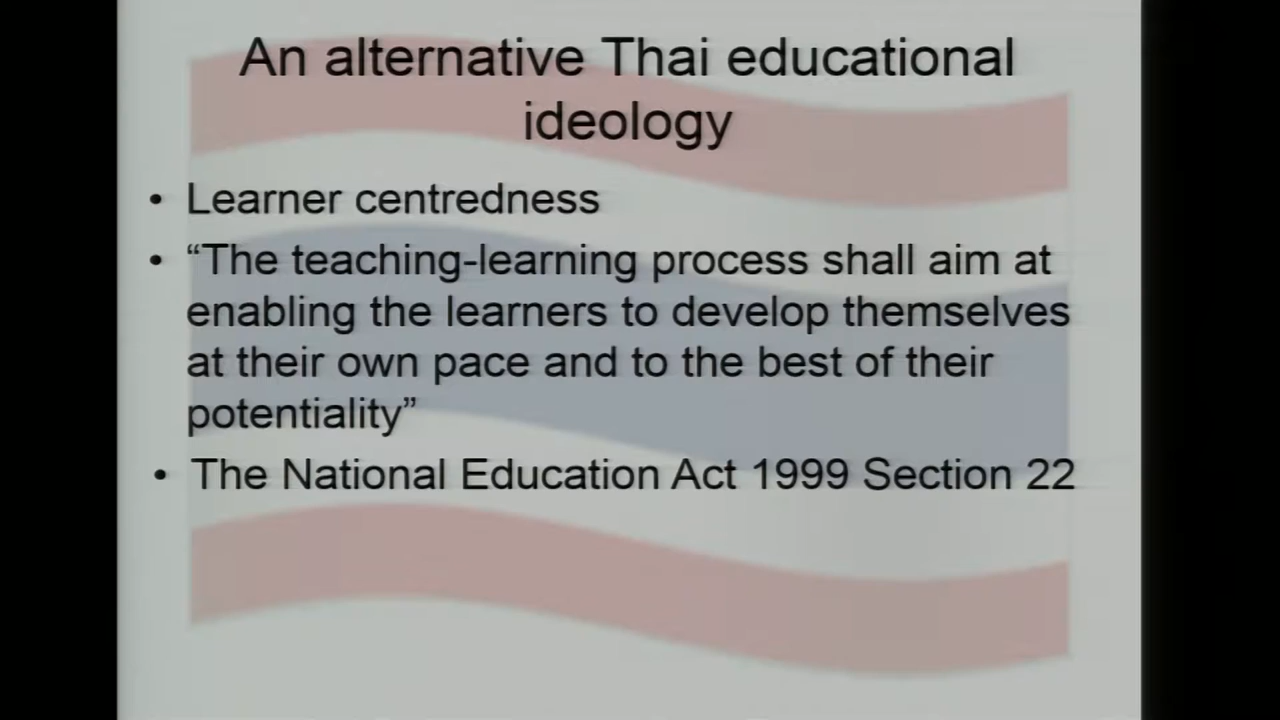 An alternative Thai educational
ideology
• Learner centredness
• “The teaching-learning process shall aim at
enabling the learners to develop themselves
at their own pace and to the best of their
potentiality”
• The National Education Act 1999 Section 22